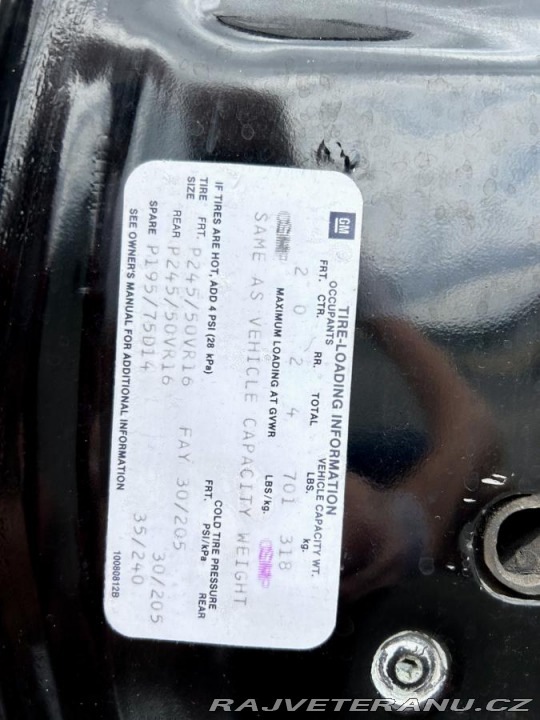 GM
TIRE-LOADING INFORMATION
OCCUPANTS VEHICLE CAPACITY WT.
FRT. CTR. RR. TOTAL LBS. kg.
2 0 2 4 701 318
MAXIMUM LOADING AT GVWR LBS/kg.
SAME AS VEHICLE CAPACITY WEIGHT
IF TIRES ARE HOT, ADD 4 PSI (28 kPa)
COLD TIRE PRESSURE
TIRE FRT. PSI/kPa
SIZE FRT. REAR
P245/50VR16 FAY 30/205 30/205
REAR P245/50VR16
SPARE P195/75D14 35/240
SEE OWNER'S MANUAL FOR ADDITIONAL INFORMATION 10080812B
RAJVETERANU.CZ